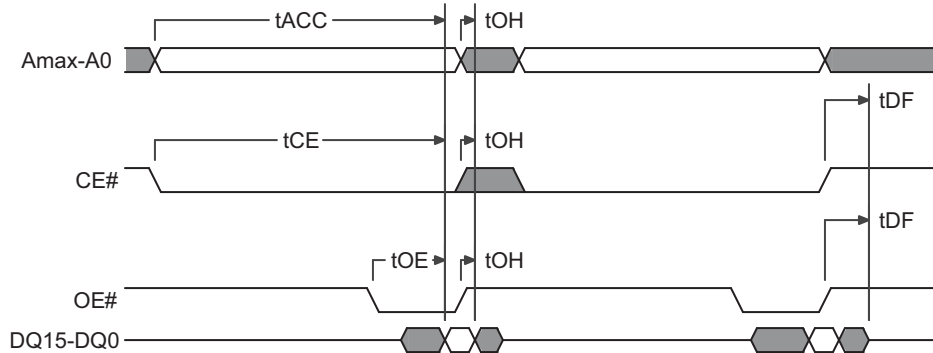 tACC
tOH
Amax-A0
tDF
tCE
tOH
CE#
tDF
tOE
tOH
OE#
DQ15-DQ0